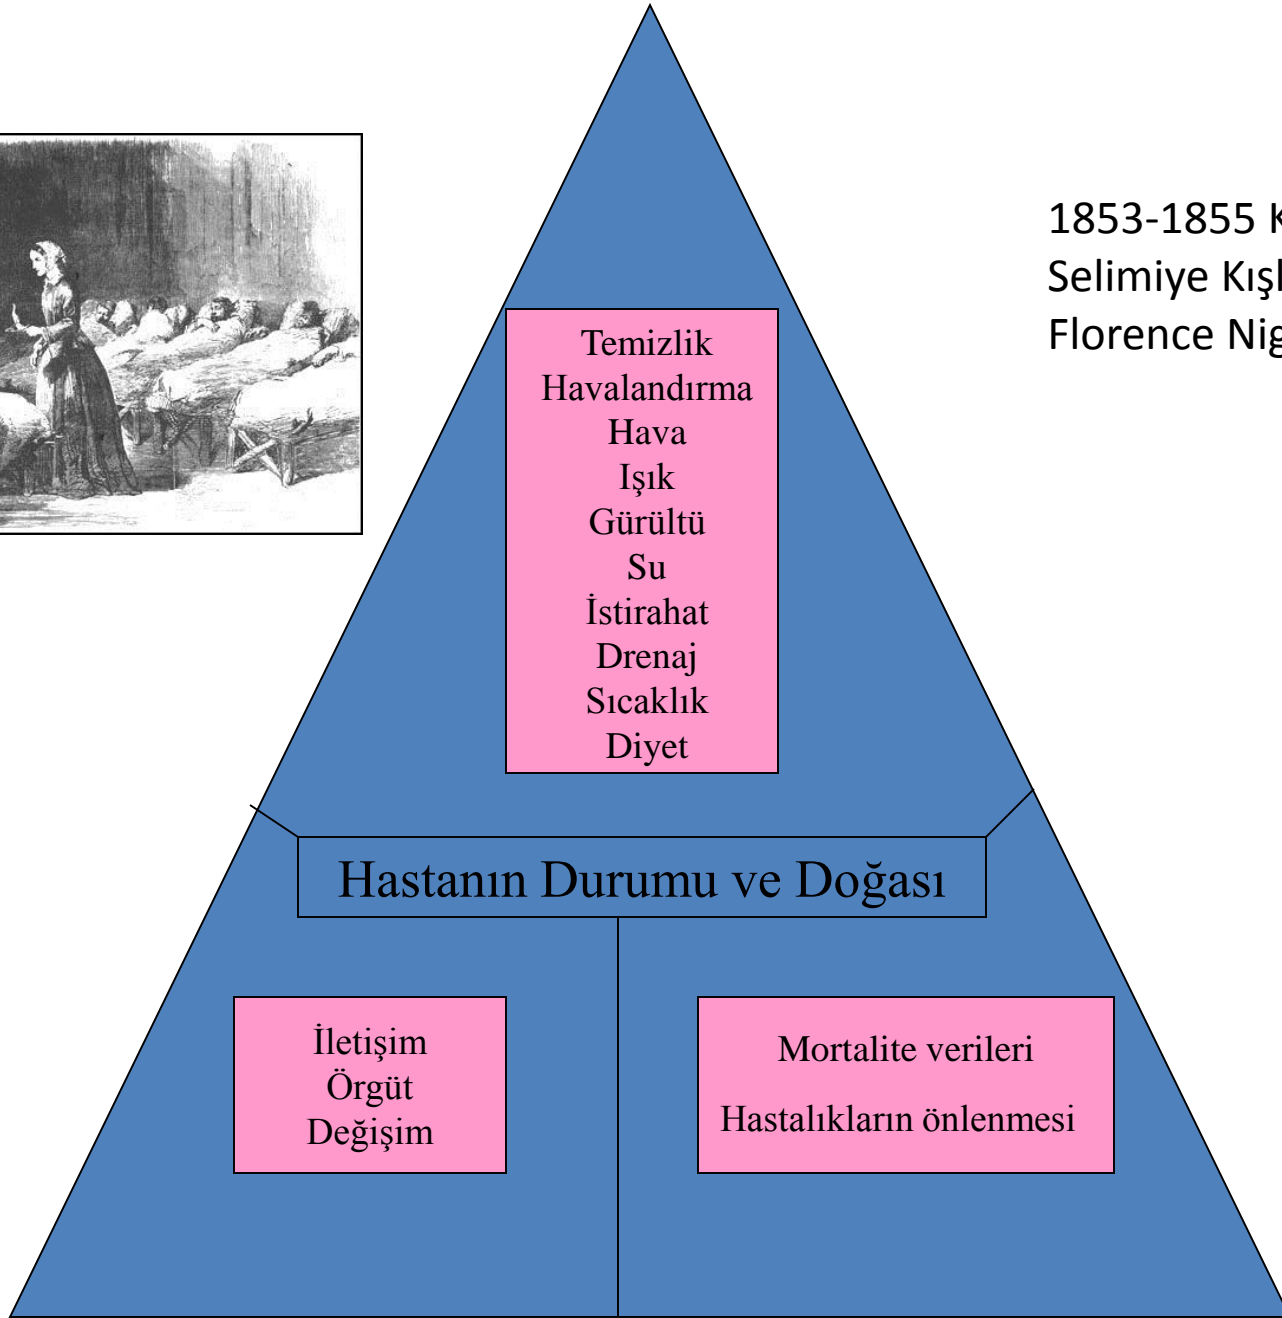 1853-1855
Selimiye
Florence
Temizlik
Havalandırma
Hava
Işık
Gürültü
Su
İstirahat
Drenaj
Sıcaklık
Diyet
Hastanın Durumu ve Doğası
İletişim
Örgüt
Değişim
Mortalite verileri
Hastalıkların önlenmesi